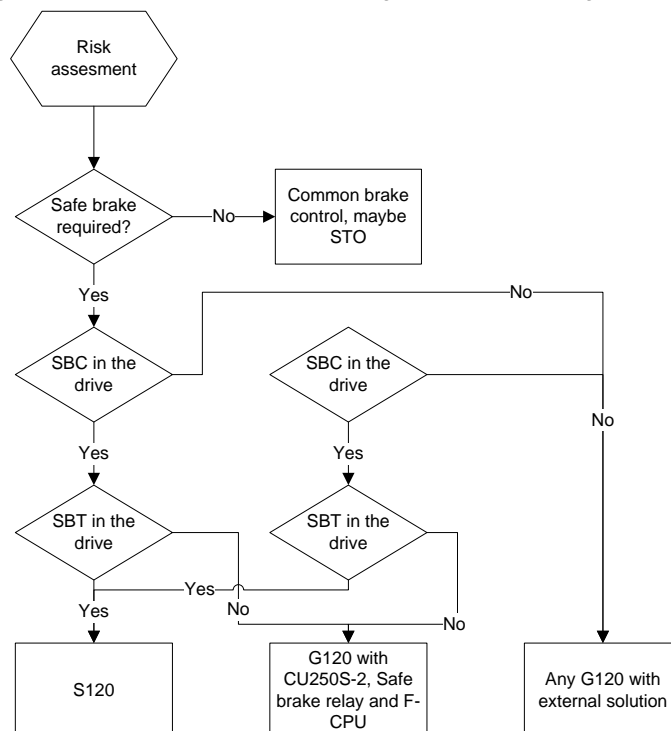 Risk
assesment
Safe brake
required?
No
Common brake
control, maybe
STO
Yes
No
SBC in the
drive
SBC in the
drive
No
Yes
Yes
SBT in the
drive
SBT in the
drive
Yes
Yes
No
No
S120
G120 with
CU250S-2, Safe
brake relay and F-
CPU
Any G120 with
external solution